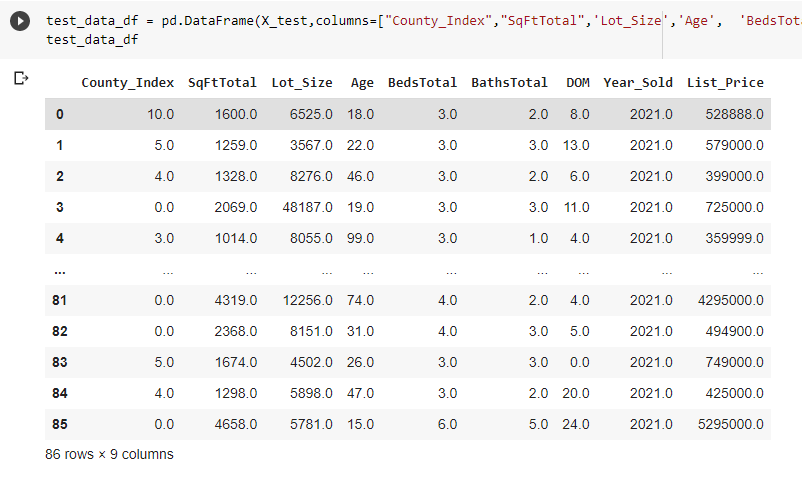 test_data_df = pd.DataFrame(X_test,columns=["County_Index","SqFtTotal",'Lot_Size','Age', 'BedsTota
test_data_df
County_Index SqFtTotal Lot_Size Age BedsTotal BathsTotal DOM Year_Sold List_Price
0 10.0 1600.0 6525.0 18.0 3.0 2.0 8.0 2021.0 528888.0
1 5.0 1259.0 3567.0 22.0 3.0 3.0 13.0 2021.0 579000.0
2 4.0 1328.0 8276.0 46.0 3.0 2.0 6.0 2021.0 399000.0
3 0.0 2069.0 48187.0 19.0 3.0 3.0 11.0 2021.0 725000.0
4 3.0 1014.0 8055.0 99.0 3.0 1.0 4.0 2021.0 359999.0
... ... ... ... ... ... ... ... ... ...
81 0.0 4319.0 12256.0 74.0 4.0 2.0 4.0 2021.0 4295000.0
82 0.0 2368.0 8151.0 31.0 4.0 3.0 5.0 2021.0 494900.0
83 5.0 1674.0 4502.0 26.0 3.0 3.0 0.0 2021.0 749000.0
84 4.0 1298.0 5898.0 47.0 3.0 2.0 20.0 2021.0 425000.0
85 0.0 4658.0 5781.0 15.0 6.0 5.0 24.0 2021.0 5295000.0
86 rows × 9 columns